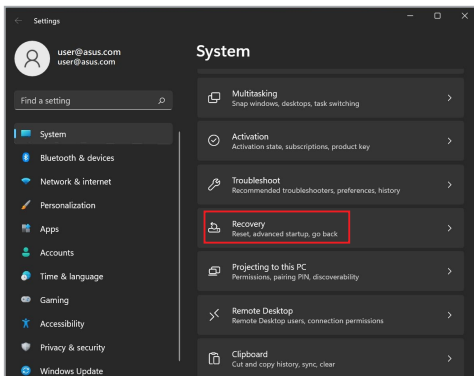 Settings
user@asus.com
user@asus.com
Find a setting
System
Bluetooth & devices
Network & internet
Personalization
Apps
Accounts
Time & language
Gaming
Accessibility
Privacy & security
Windows Update
System
Multitasking
Snap windows, desktops, task switching
Activation
Activation state, subscriptions, product key
Troubleshoot
Recommended troubleshooters, preferences, history
Recovery
Reset, advanced startup, go back
Projecting to this PC
Permissions, pairing PIN, discoverability
Remote Desktop
Remote Desktop users, connection permissions
Clipboard
Cut and copy history, sync, clear